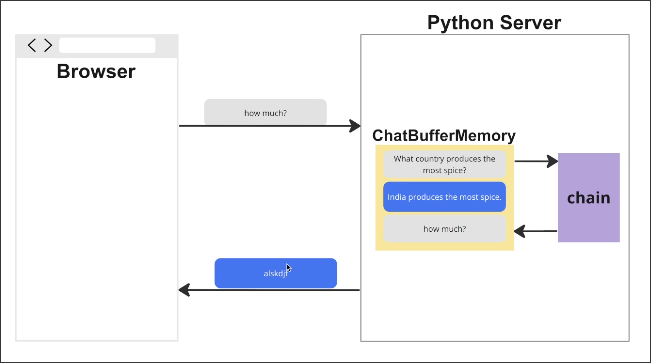 Python Server
Browser
how much?
ChatBufferMemory
What country produces the
most spice?
India produces the most spice.
how much?
chain
alskdjf